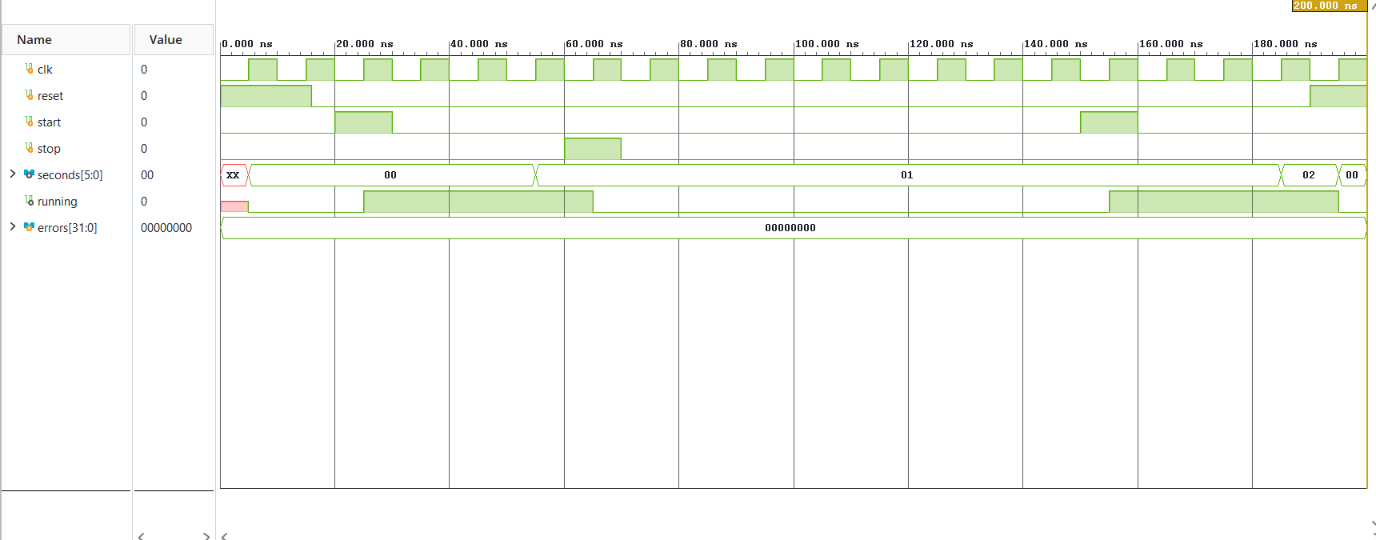 200.000 ns
Name Value
0.000 ns 20.000 ns 40.000 ns 60.000 ns 80.000 ns 100.000 ns 120.000 ns 140.000 ns 160.000 ns 180.000 ns
clk 0
reset 0
start 0
stop 0
seconds[5:0] 00 XX 00 01 02 00
running 0
errors[31:0] 00000000 00000000